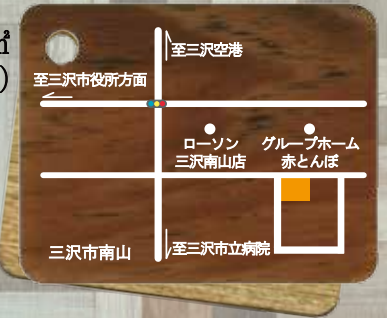 ㎡
)
至三沢空港
至三沢市役所方面
ローソン
三沢南山店
グループホーム
赤とんぼ
三沢市南山
至三沢市立病院